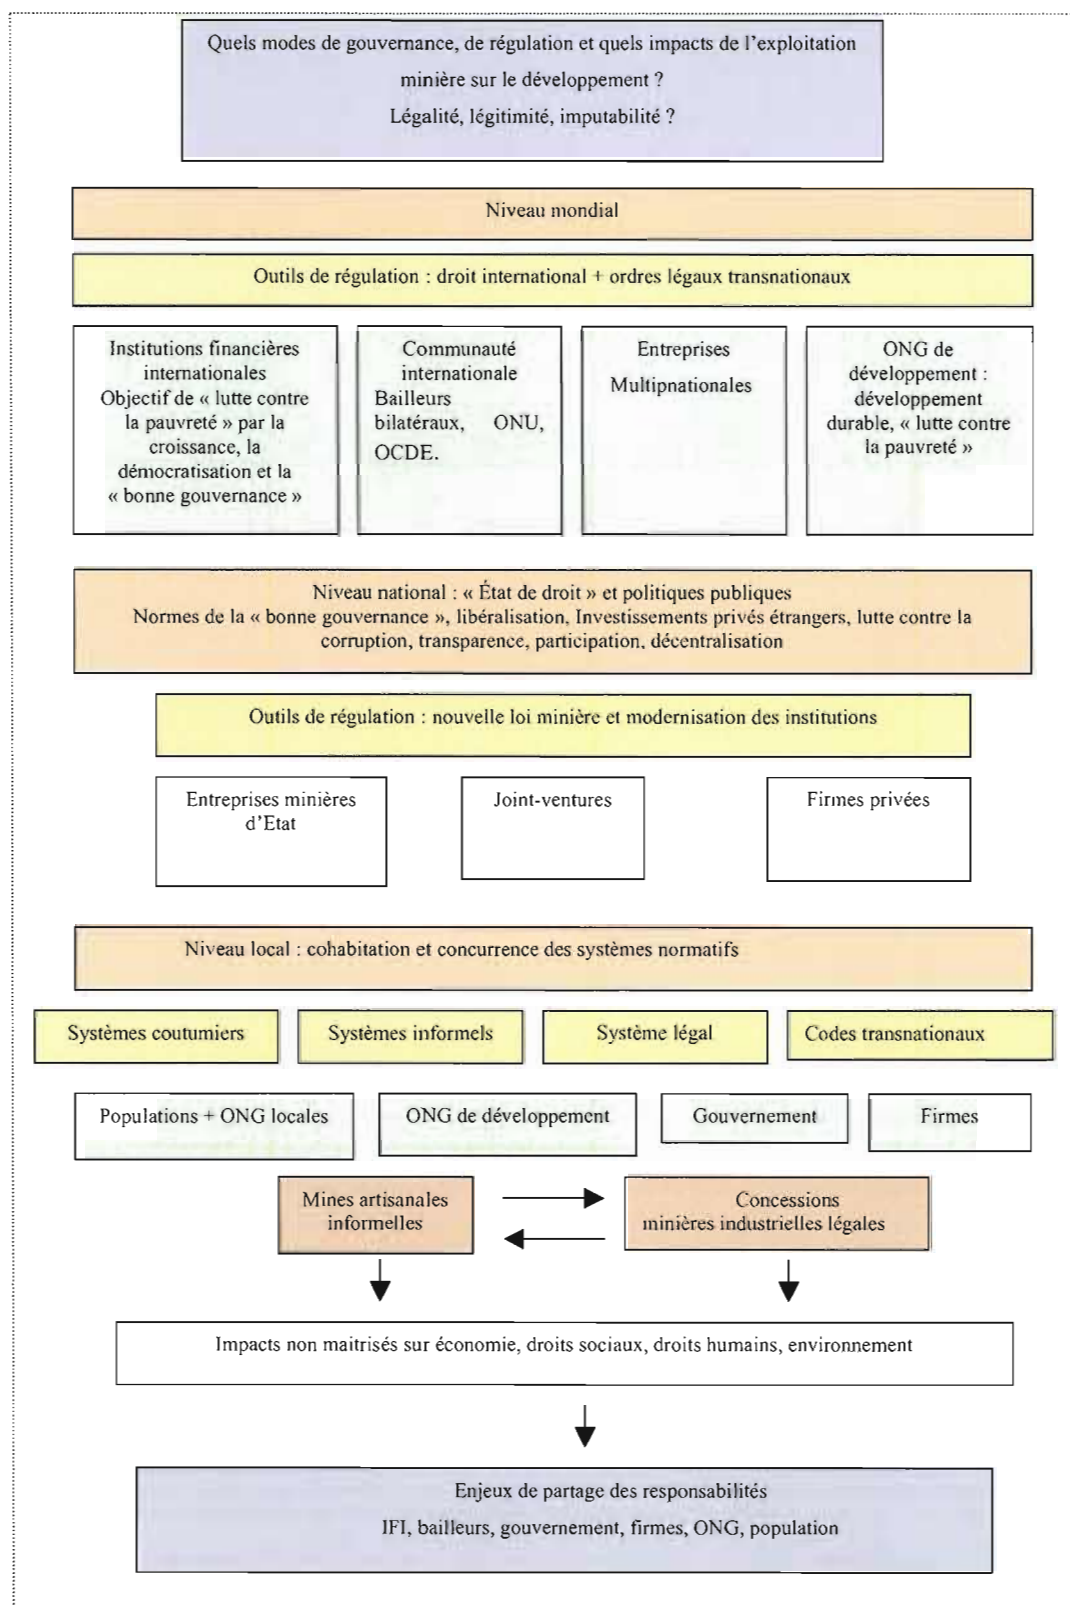 Quels modes de gouvernance, de régulation et quels impacts de l'exploitation
minière sur le développement ?
Légalité, légitimité, imputabilité ?
Niveau mondial
Outils de régulation : droit international + ordres légaux transnationaux
Institutions financières
internationales
Objectif de « lutte contre
la pauvreté » par la
croissance, la
démocratisation et la
« bonne gouvernance »
Communauté
internationale
Bailleurs
bilatéraux, ONU,
OCDE.
Entreprises
Multipnationales
ONG de
développement :
développement
durable, « lutte contre
la pauvreté »
Niveau national : « État de droit » et politiques publiques
Normes de la « bonne gouvernance », libéralisation, Investissements privés étrangers, lutte contre la
corruption, transparence, participation, décentralisation
Outils de régulation : nouvelle loi minière et modernisation des institutions
Entreprises minières
d'Etat
Joint-ventures
Firmes privées
Niveau local : cohabitation et concurrence des systèmes normatifs
Systèmes coutumiers
Systèmes informels
Système légal
Codes transnationaux
Populations + ONG locales
ONG de développement
Gouvernement
Firmes
Mines artisanales
informelles
Concessions
minières industrielles légales
Impacts non maitrisés sur économie, droits sociaux, droits humains, environnement
Enjeux de partage des responsabilités
IFI, bailleurs, gouvernement, firmes, ONG, population